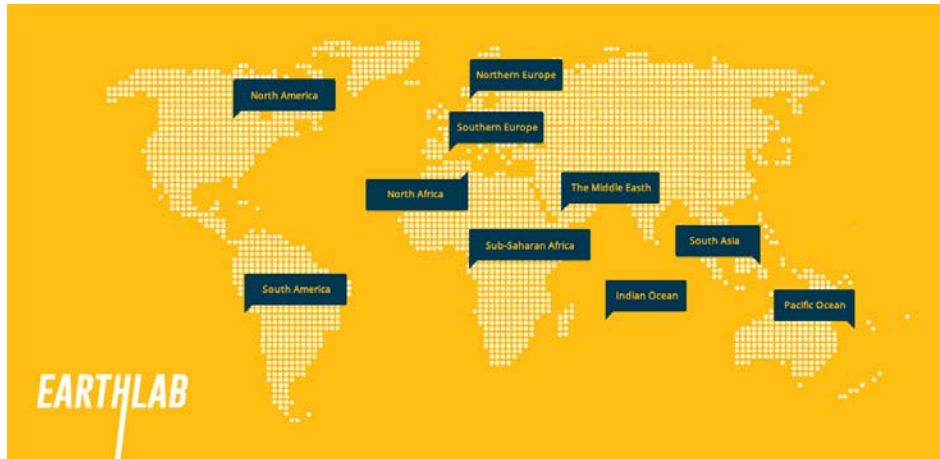 Northern Europe
North America
Southern Europe
North Africa
The Middle Easth
Sub-Saharan Africa
South Asia
South America
Indian Ocean
Pacific Ocean
EARTHLAB